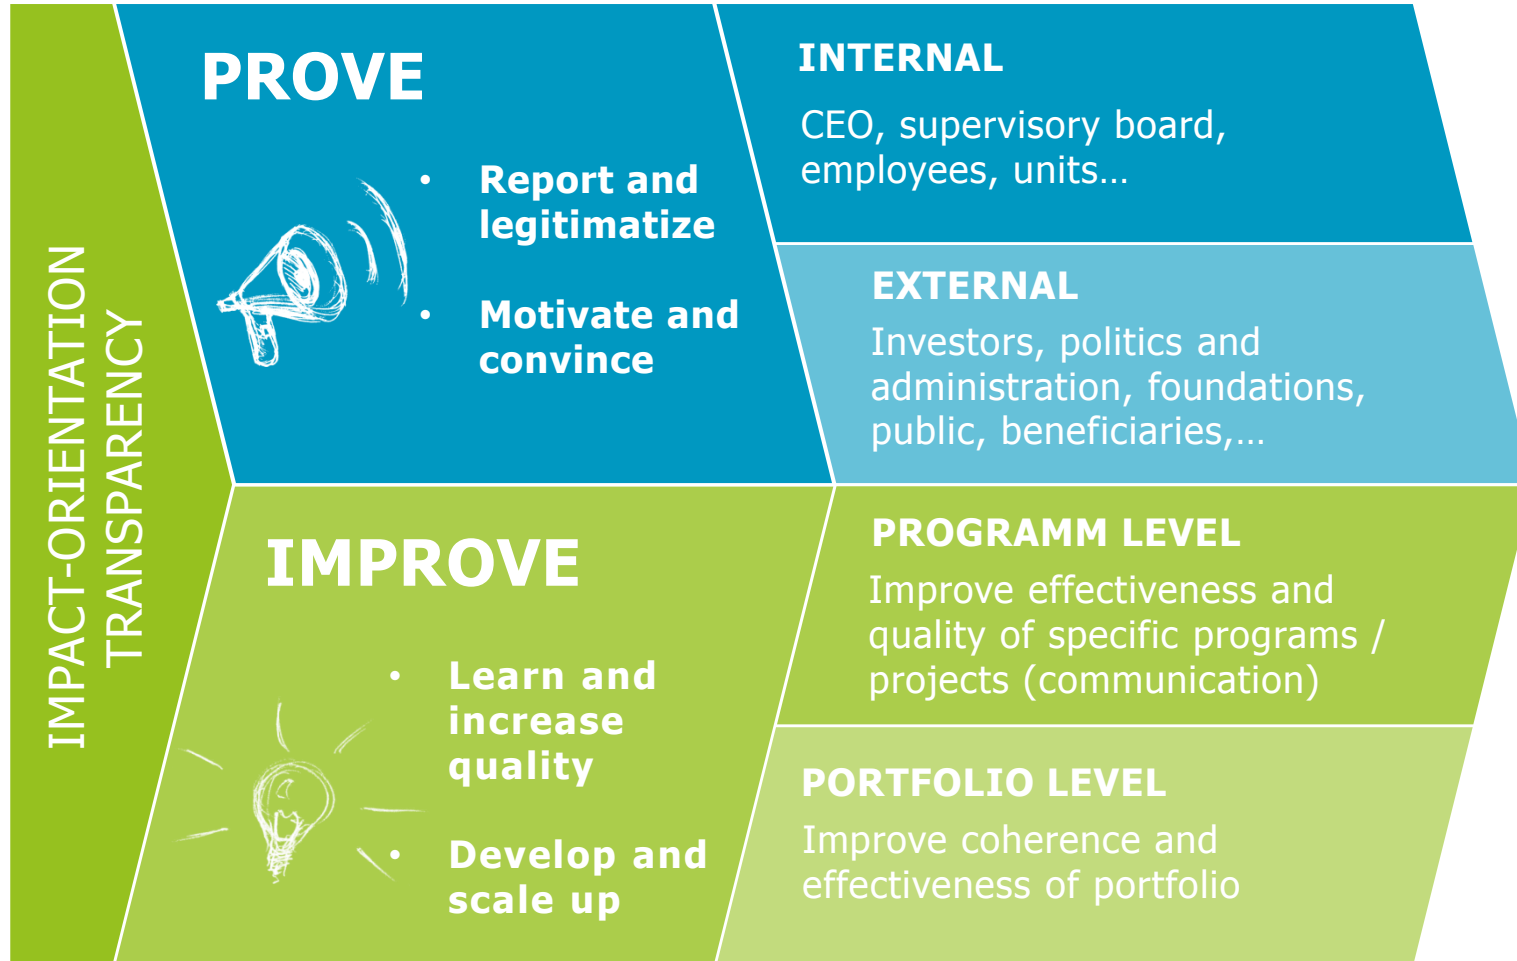 IMPACT-ORIENTATION
TRANSPARENCY
PROVE
• Report and
legitimatize
• Motivate and
convince
INTERNAL
CEO, supervisory board,
employees, units…
EXTERNAL
Investors, politics and
administration, foundations,
public, beneficiaries,…
IMPROVE
• Learn and
increase
quality
• Develop and
scale up
PROGRAMM LEVEL
Improve effectiveness and
quality of specific programs /
projects (communication)
PORTFOLIO LEVEL
Improve coherence and
effectiveness of portfolio